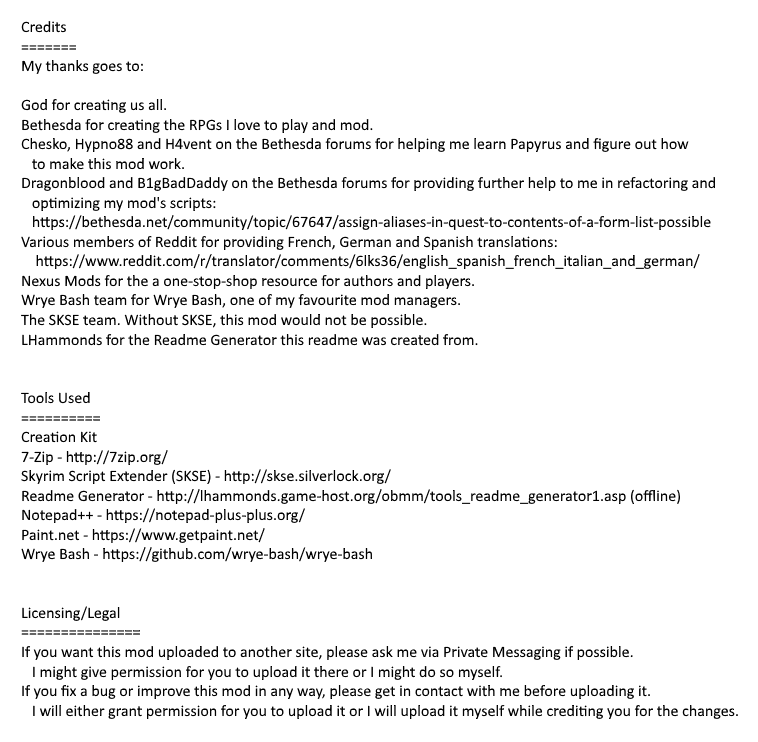 Credits
=======
My thanks goes to:
God for creating us all.
Bethesda for creating the RPGs I love to play and mod.
Chesko, Hypno88 and H4vent on the Bethesda forums for helping me learn Papyrus and figure out how
to make this mod work.
Dragonblood and B1gBadDaddy on the Bethesda forums for providing further help to me in refactoring and
optimizing my mod's scripts:
https://bethesda.net/community/topic/67647/assign-aliases-in-quest-to-contents-of-a-form-list-possible
Various members of Reddit for providing French, German and Spanish translations:
https://www.reddit.com/r/translator/comments/6lks36/english_spanish_french_italian_and_german/
Nexus Mods for the a one-stop-shop resource for authors and players.
Wrye Bash team for Wrye Bash, one of my favourite mod managers.
The SKSE team. Without SKSE, this mod would not be possible.
LHammonds for the Readme Generator this readme was created from.
Tools Used
==========
Creation Kit
7-Zip - http://7zip.org/
Skyrim Script Extender (SKSE) - http://skse.silverlock.org/
Readme Generator - http://lhammonds.game-host.org/obmm/tools_readme_generator1.asp (offline)
Notepad++ - https://notepad-plus-plus.org/
Paint.net - https://www.getpaint.net/
Wrye Bash - https://github.com/wrye-bash/wrye-bash
Licensing/Legal
===============
If you want this mod uploaded to another site, please ask me via Private Messaging if possible.
I might give permission for you to upload it there or I might do so myself.
If you fix a bug or improve this mod in any way, please get in contact with me before uploading it.
I will either grant permission for you to upload it or I will upload it myself while crediting you for the changes.